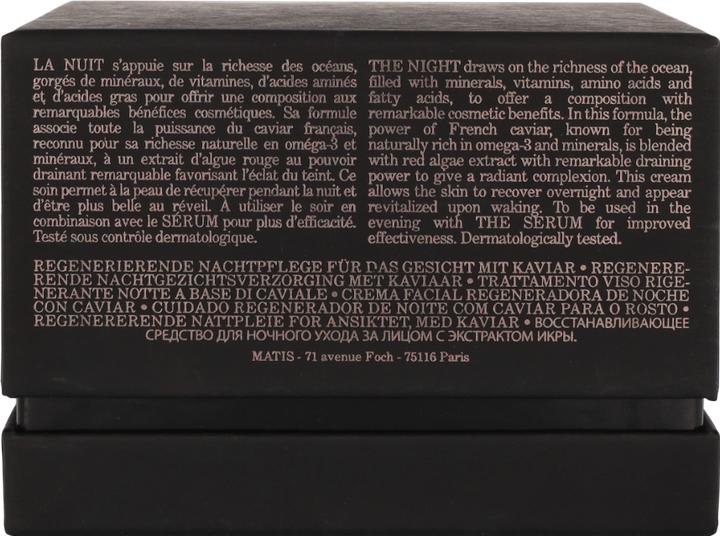 LA NUIT s'appuie sur la richesse des océans,
gorgés de minéraux, de vitamines, d'acides aminés
et, d'acides gras pour offrir une composition aux
remarquables bénéfices cosmétiques. Sa formule
associe toute la puissance du caviar français,
reconnu pour sa richesse naturelle en oméga-3 et
minéraux, à un extrait d'algue rouge au pouvoir
drainant remarquable favorisant l'éclat du teint. Ce
soin permet à la peau de récupérer pendant la nuit et
d'être plus belle au réveil. À utiliser le soir en
combinaison avec le SÉRUM pour plus d'efficacité.
Testé sous contrôle dermatologique.
THE NIGHT draws on the richness of the ocean,
filled with minerals, vitamins, amino acids and
fatty acids, to offer a composition with
remarkable cosmetic benefits. In this formula, the
power of French caviar, known for being
naturally rich in omega-3 and minerals, is blended
with red algae extract with remarkable draining
power to give a radiant complexion. This cream
allows the skin to recover overnight and appear
revitalized upon waking. To be used in the
evening with THE SERUM for improved
effectiveness. Dermatologically tested.
REGENERIERENDE NACHTPFLEGE FÜR DAS GESICHT MIT KAVIAR • REGENERE-
RENDE NACHTGEZICHTSVERZORGING MET KAVIAAR • TRATTAMENTO VISO RIGE-
NERANTE NOTTE A BASE DI CAVIALE • CREMA FACIAL REGENERADORA DE NOCHE
CON CAVIAR • CUIDADO REGENERADOR DE NOITE COM CAVIAR PARA O ROSTO •
REGENERERENDE NATTPLEIE FOR ANSIKTET, MED KAVIAR • ВОССТАНАВЛИВАЮЩЕЕ
СРЕДСТВО ДЛЯ НОЧНОГО УХОДА ЗА ЛИЦОМ С ЭКСТРАКТОМ ИКРЫ.
MATIS - 71 avenue Foch - 75116 Paris